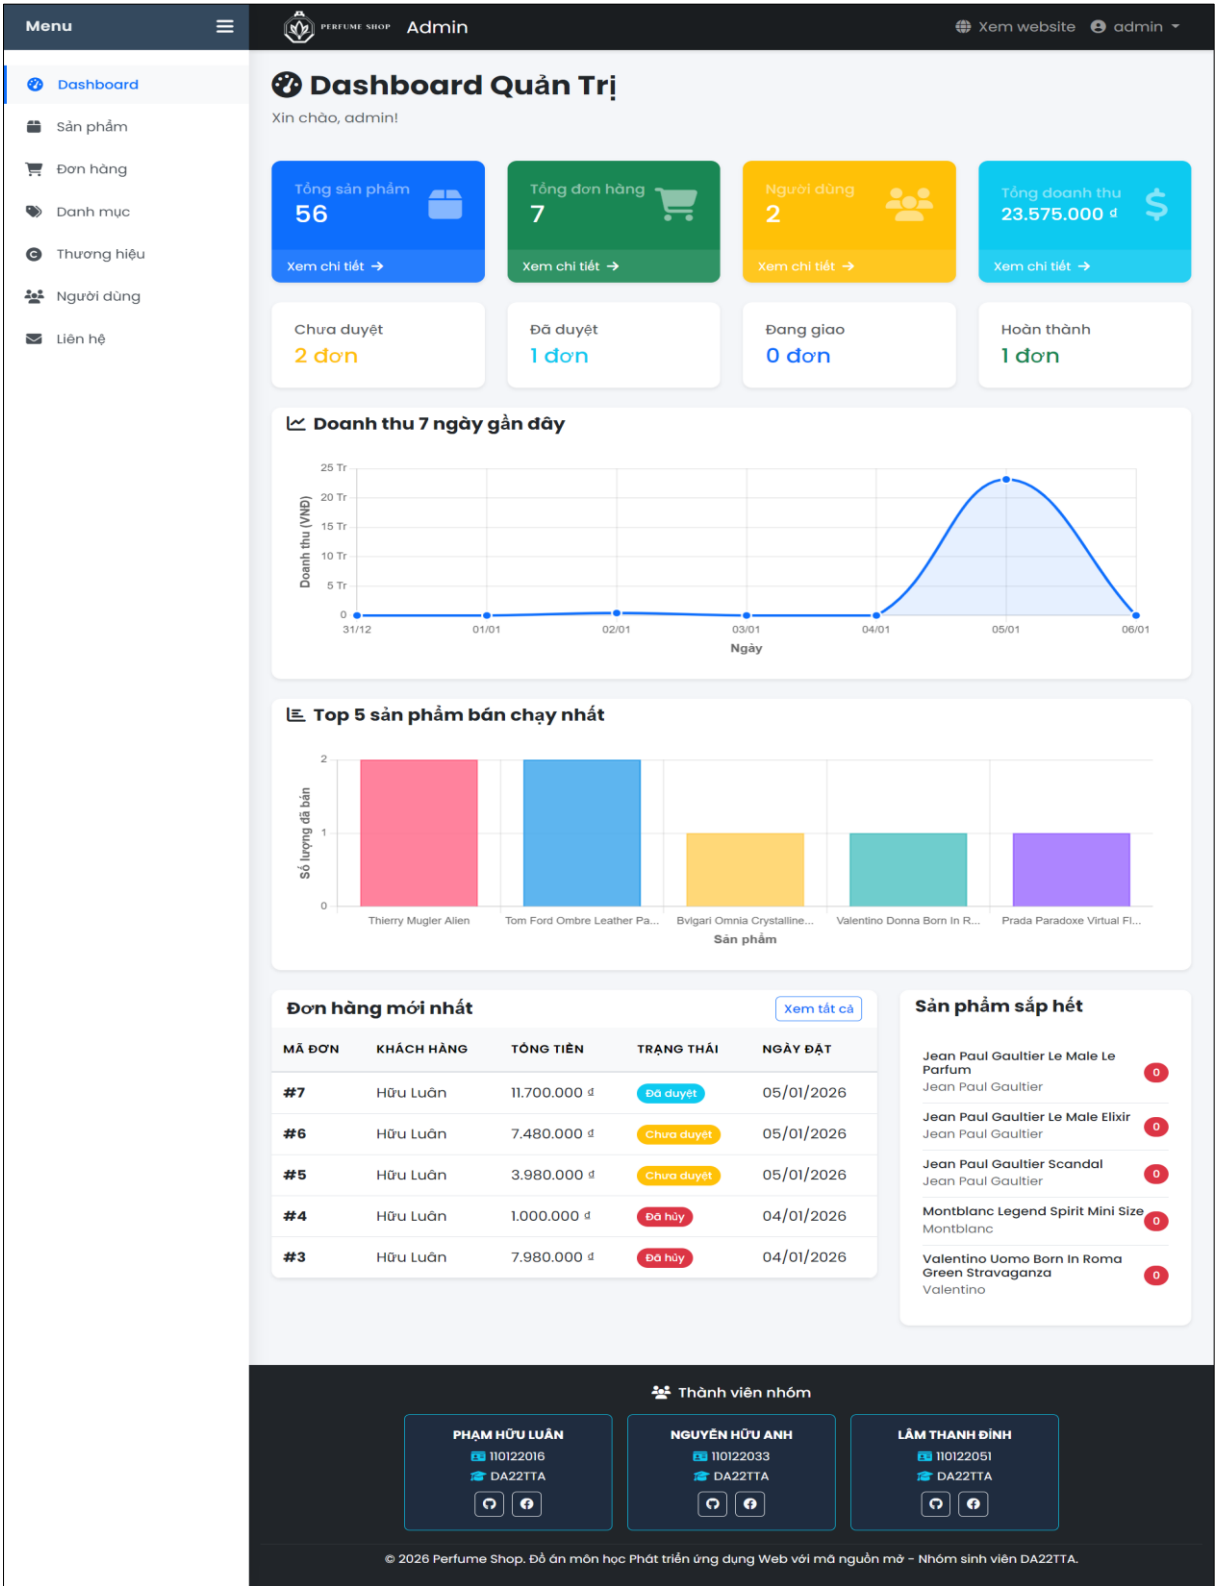 Menu
PERFUME SHOP Admin
Xem website admin
Dashboard
Sản phẩm
Đơn hàng
Danh mục
Thương hiệu
Người dùng
Liên hệ
Dashboard Quản Trị
Xin chào, admin!
Tổng sản phẩm
56
Xem chi tiết →
Tổng đơn hàng
7
Xem chi tiết →
Người dùng
2
Xem chi tiết →
Tổng doanh thu
23.575.000 đ
Xem chi tiết →
Chưa duyệt
2 đơn
Đã duyệt
1 đơn
Đang giao
0 đơn
Hoàn thành
1 đơn
Doanh thu 7 ngày gần đây
Doanh thu (VNĐ)
25 Tr
20 Tr
15 Tr
10 Tr
5 Tr
0
31/12 01/01 02/01 03/01 04/01 05/01 06/01
Ngày
Top 5 sản phẩm bán chạy nhất
Số lượng đã bán
2
1
0
Thierry Mugler Alien Tom Ford Ombre Leather Pa... Bvlgari Omnia Crystalline... Valentino Donna Born In R... Prada Paradoxe Virtual Fl...
Sản phẩm
Đơn hàng mới nhất Xem tất cả
MÃ ĐƠN KHÁCH HÀNG TỔNG TIỀN TRẠNG THÁI NGÀY ĐẶT
#7 Hữu Luân 11.700.000 đ Đã duyệt 05/01/2026
#6 Hữu Luân 7.480.000 đ Chưa duyệt 05/01/2026
#5 Hữu Luân 3.980.000 đ Chưa duyệt 05/01/2026
#4 Hữu Luân 1.000.000 đ Đã hủy 04/01/2026
#3 Hữu Luân 7.980.000 đ Đã hủy 04/01/2026
Sản phẩm sắp hết
Jean Paul Gaultier Le Male Le
Parfum
Jean Paul Gaultier
0
Jean Paul Gaultier Le Male Elixir
Jean Paul Gaultier
0
Jean Paul Gaultier Scandal
Jean Paul Gaultier
0
Montblanc Legend Spirit Mini Size
Montblanc
0
Valentino Uomo Born In Roma
Green Stravaganza
Valentino
0
Thành viên nhóm
PHẠM HỮU LUÂN
110122016
DA22TTA
NGUYỄN HỮU ANH
110122033
DA22TTA
LÂM THANH ĐỈNH
110122051
DA22TTA
© 2026 Perfume Shop. Đồ án môn học Phát triển ứng dụng Web với mã nguồn mở - Nhóm sinh viên DA22TTA.